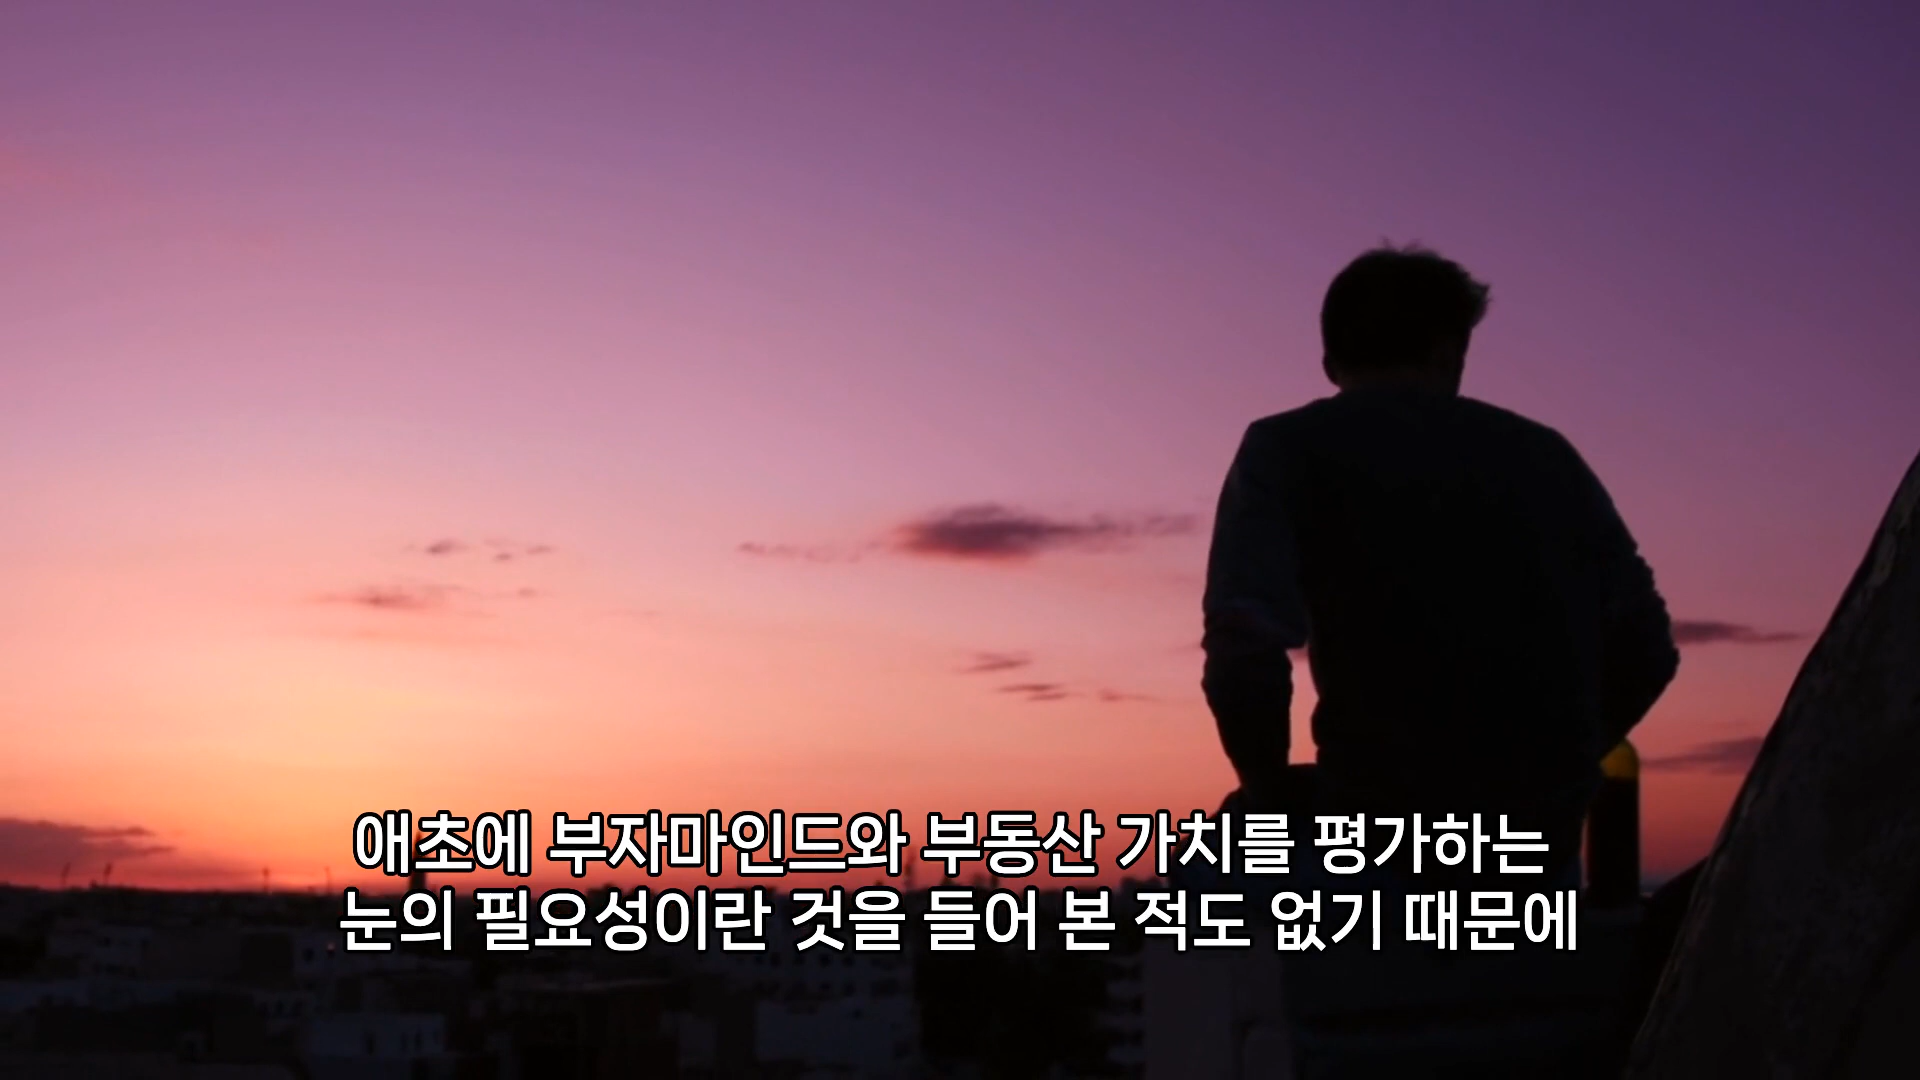 애초에 부자마인드와 부동산 가치를 평가하는
눈의 필요성이란 것을 들어 본 적도 없기 때문에